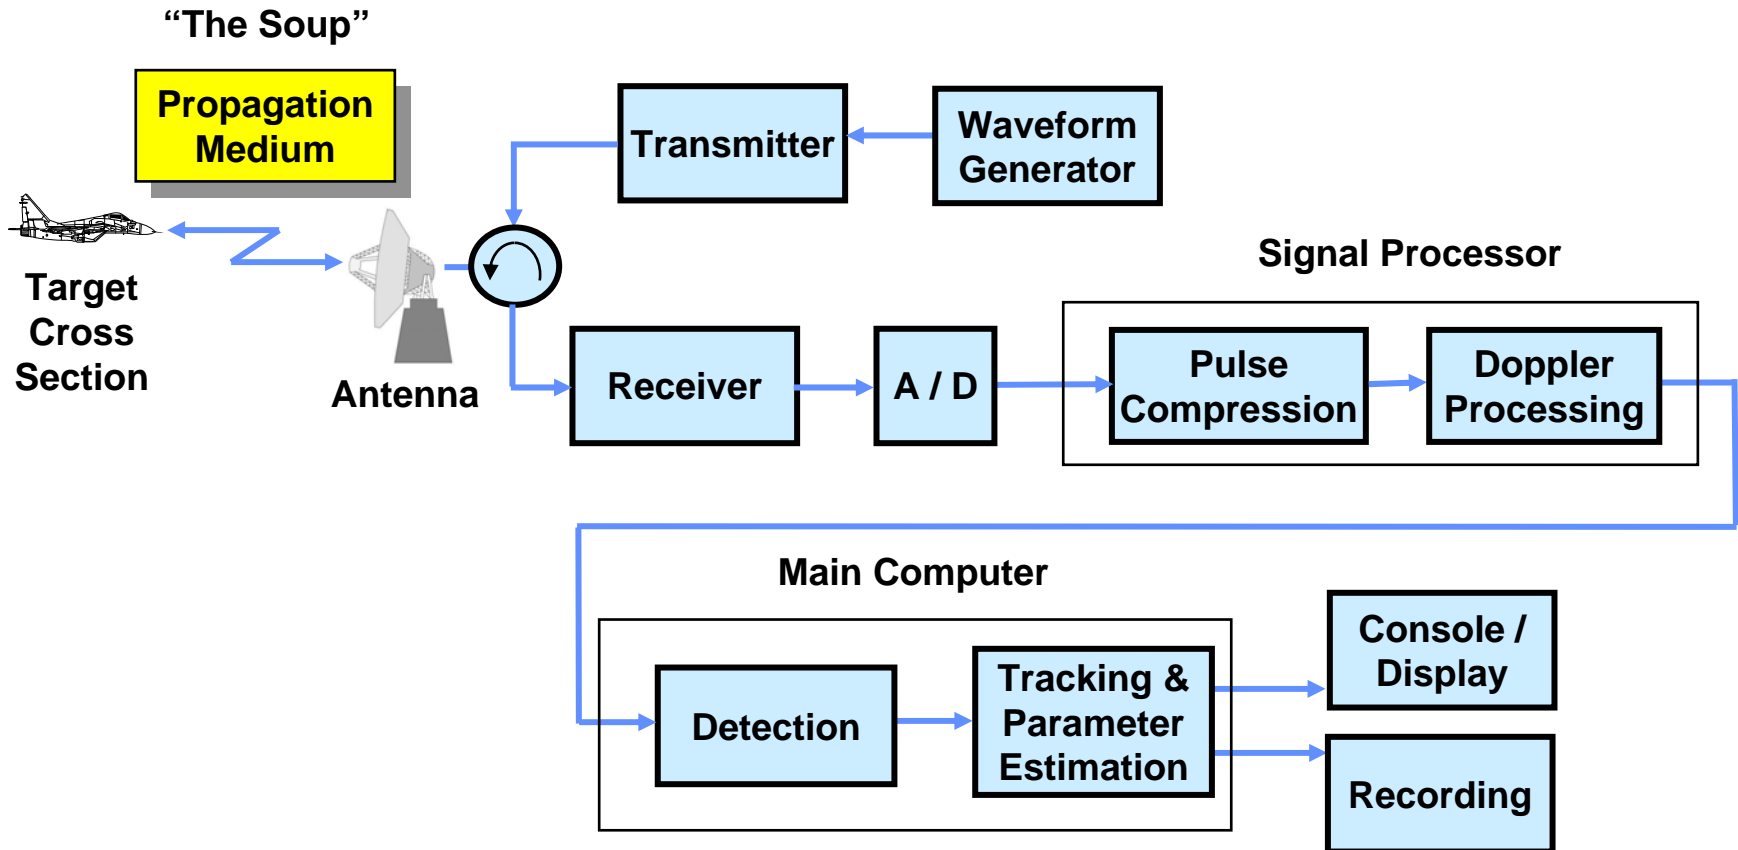 “The Soup”
Propagation
Medium
Transmitter
Waveform
Generator
Target
Cross
Section
Antenna
Signal Processor
Receiver
A / D
Pulse
Compression
Doppler
Processing
Main Computer
Detection
Tracking &
Parameter
Estimation
Console /
Display
Recording